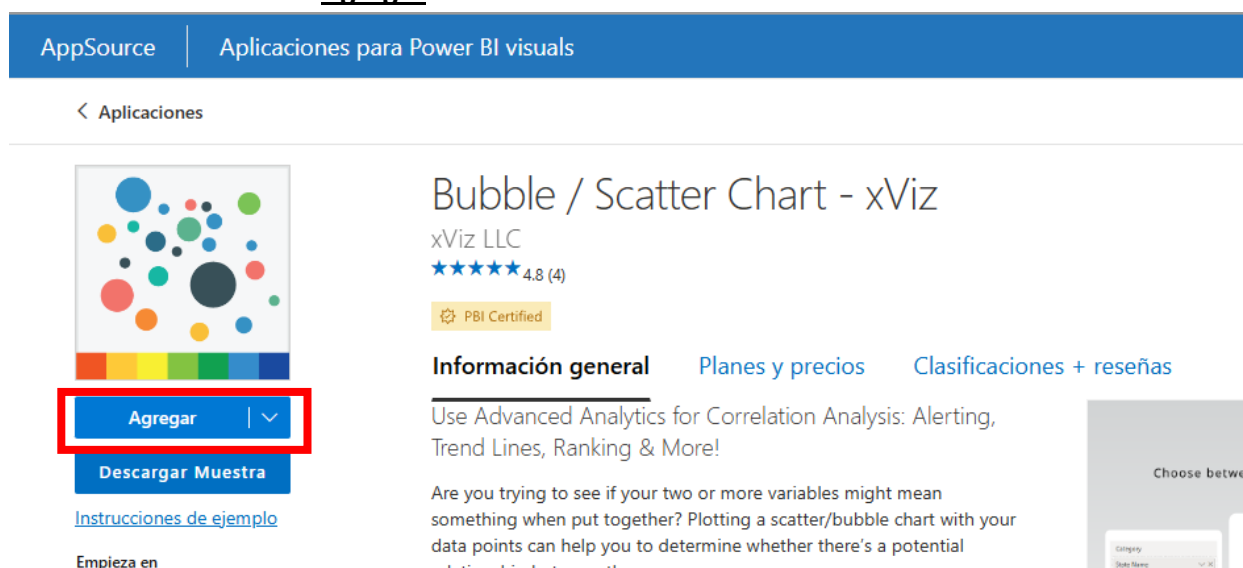 AppSource
Aplicaciones para Power BI visuals
Aplicaciones
Bubble / Scatter Chart - xViz
xViz LLC
4.8 (4)
PBI Certified
Información general
Planes y precios
Clasificaciones + reseñas
Agregar
Descargar Muestra
Instrucciones de ejemplo
Empieza en
Use Advanced Analytics for Correlation Analysis: Alerting,
Trend Lines, Ranking & More!
Are you trying to see if your two or more variables might mean
something when put together? Plotting a scatter/bubble chart with your
data points can help you to determine whether there's a potential
Choose betwe
Category
State Name